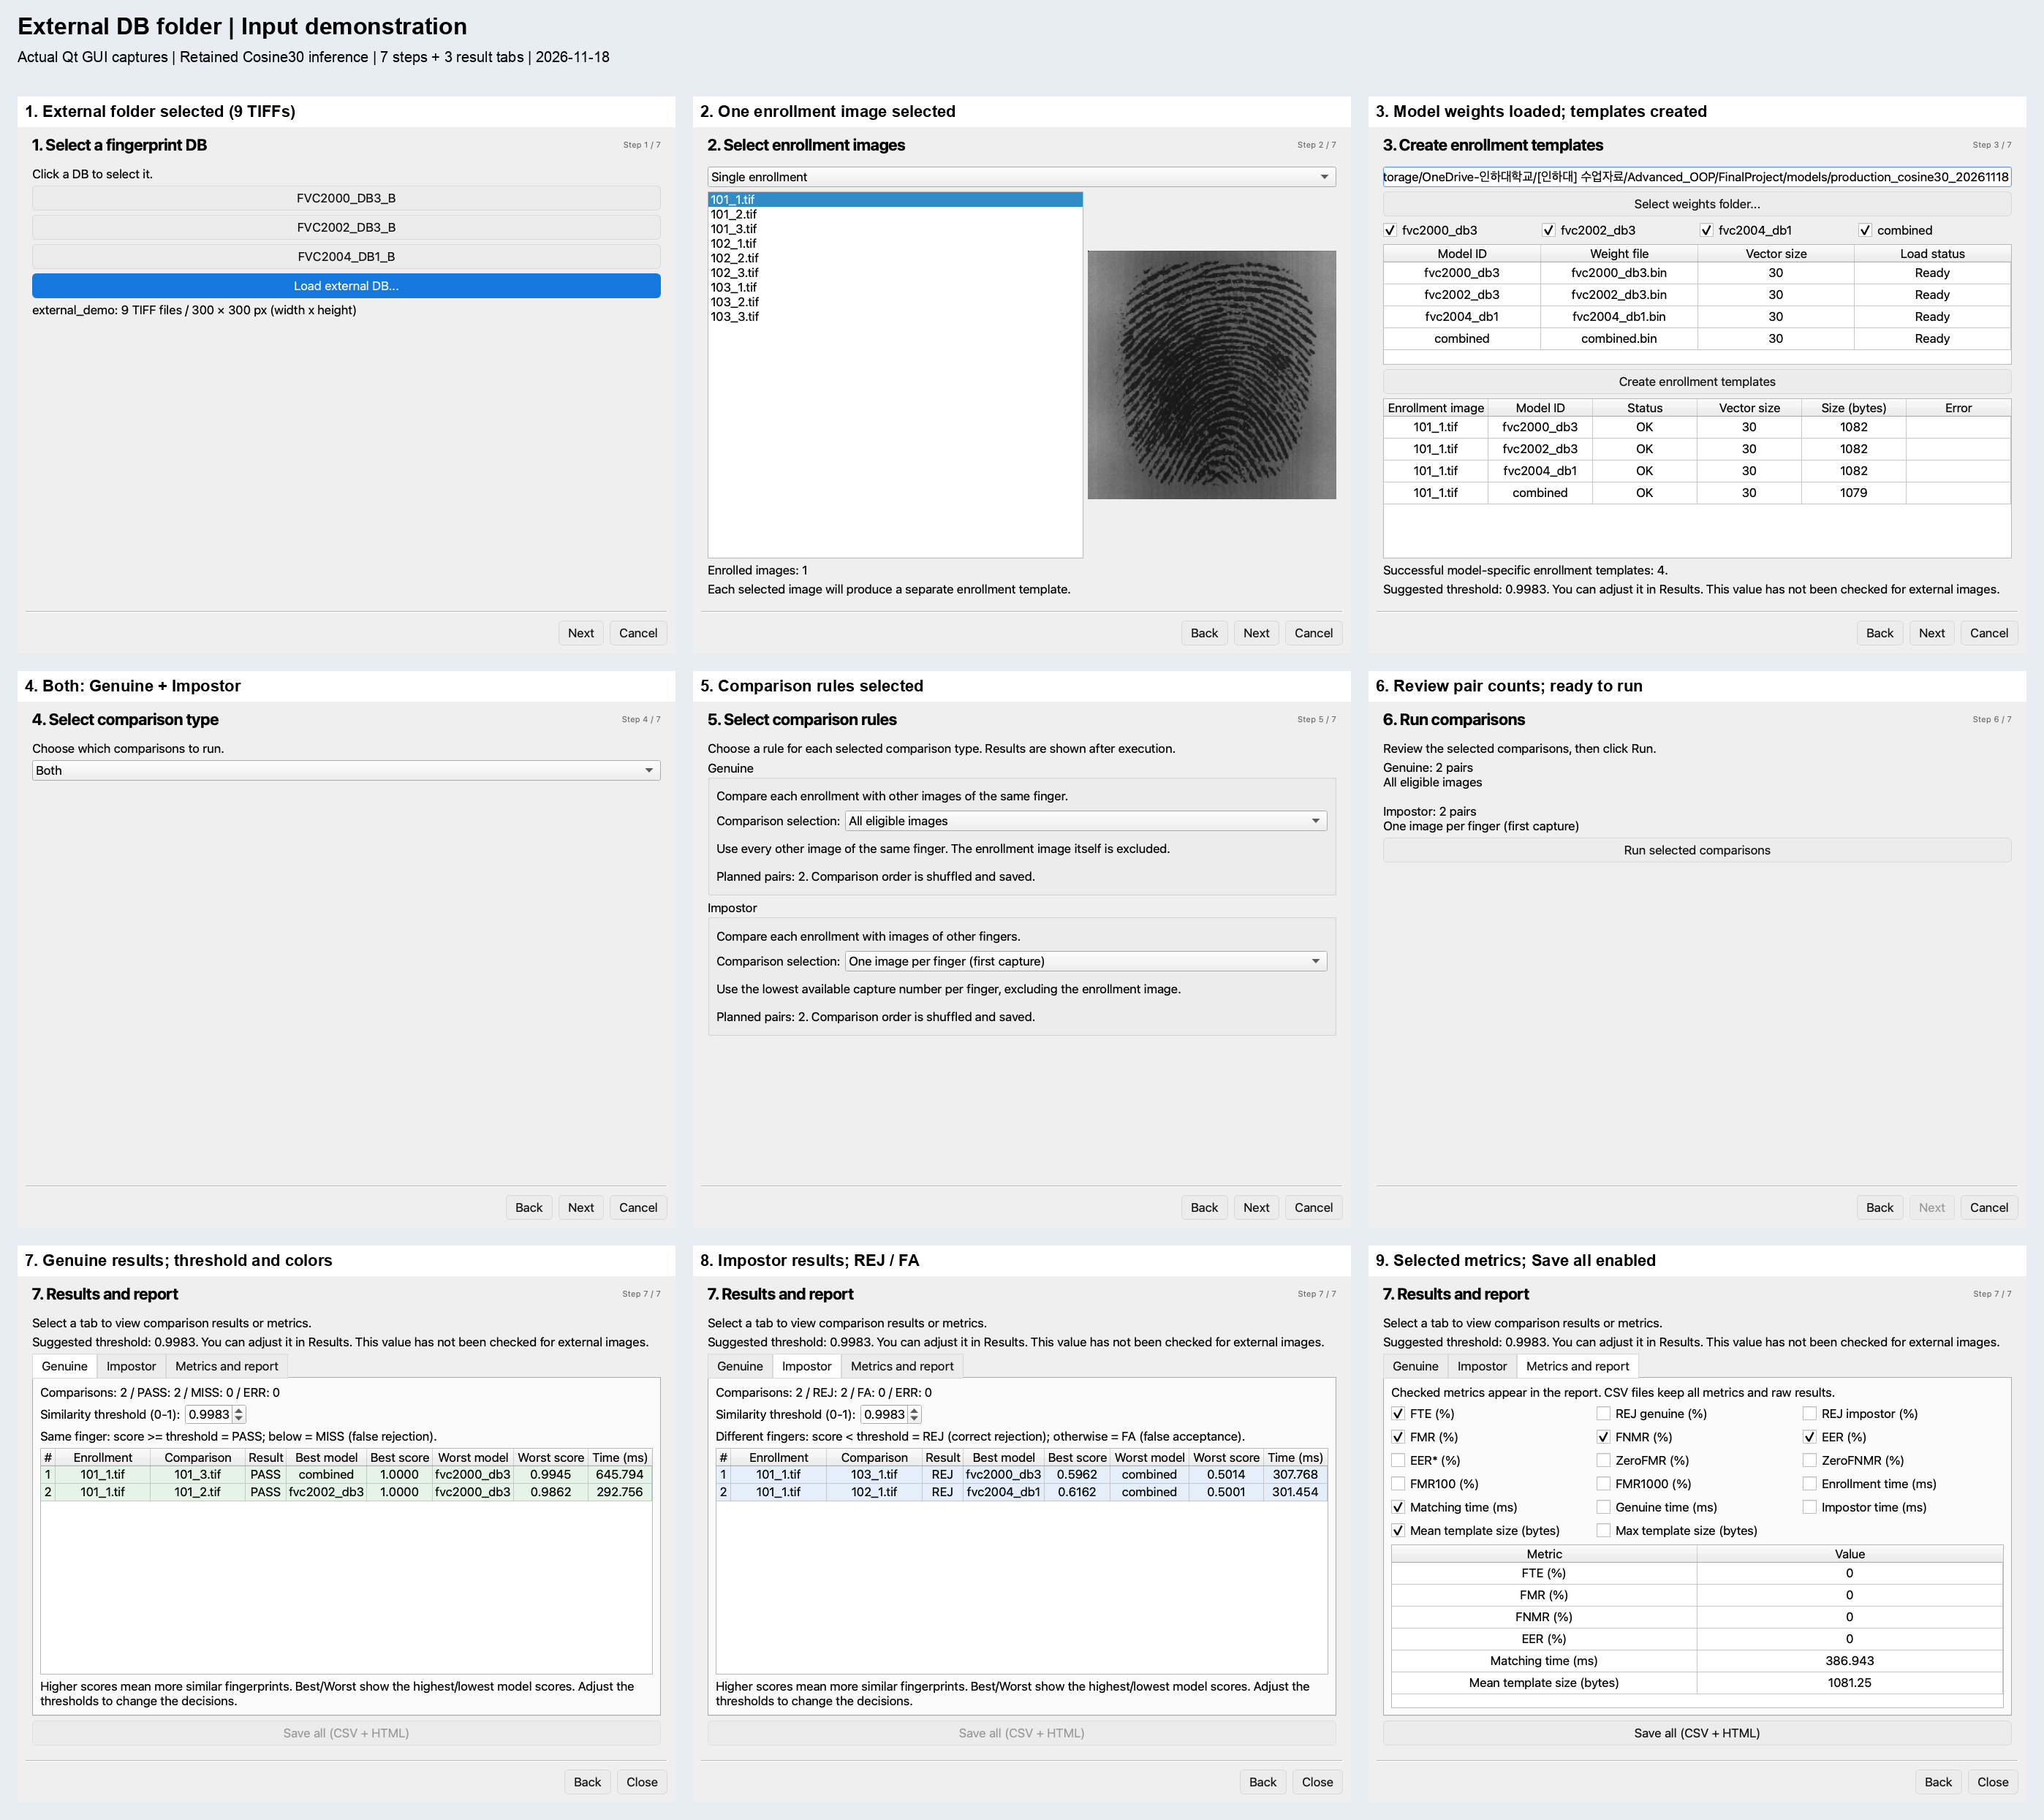 External DB folder | Input demonstration
Actual Qt GUI captures | Retained Cosine30 inference | 7 steps + 3 result tabs | 2026-11-18
1. External folder selected (9 TIFFs)
1. Select a fingerprint DB
Step 1 / 7
Click a DB to select it.
FVC2000_DB3_B
FVC2002_DB3_B
FVC2004_DB1_B
Load external DB...
external_demo: 9 TIFF files / 300 × 300 px (width x height)
Next Cancel
2. One enrollment image selected
2. Select enrollment images
Step 2 / 7
Single enrollment
101_1.tif
101_2.tif
101_3.tif
102_1.tif
102_2.tif
102_3.tif
103_1.tif
103_2.tif
103_3.tif
Enrolled images: 1
Each selected image will produce a separate enrollment template.
Back Next Cancel
3. Model weights loaded; templates created
3. Create enrollment templates
Step 3 / 7
torage/OneDrive-인하대학교/[인하대] 수업자료/Advanced_OOP/FinalProject/models/production_cosine30_20261118
Select weights folder...
fvc2000_db3 fvc2002_db3 fvc2004_db1 combined
Model ID Weight file Vector size Load status
fvc2000_db3 fvc2000_db3.bin 30 Ready
fvc2002_db3 fvc2002_db3.bin 30 Ready
fvc2004_db1 fvc2004_db1.bin 30 Ready
combined combined.bin 30 Ready
Create enrollment templates
Enrollment image Model ID Status Vector size Size (bytes) Error
101_1.tif fvc2000_db3 OK 30 1082
101_1.tif fvc2002_db3 OK 30 1082
101_1.tif fvc2004_db1 OK 30 1082
101_1.tif combined OK 30 1079
Successful model-specific enrollment templates: 4.
Suggested threshold: 0.9983. You can adjust it in Results. This value has not been checked for external images.
Back Next Cancel
4. Both: Genuine + Impostor
4. Select comparison type
Step 4 / 7
Choose which comparisons to run.
Both
Back Next Cancel
5. Comparison rules selected
5. Select comparison rules
Step 5 / 7
Choose a rule for each selected comparison type. Results are shown after execution.
Genuine
Compare each enrollment with other images of the same finger.
Comparison selection: All eligible images
Use every other image of the same finger. The enrollment image itself is excluded.
Planned pairs: 2. Comparison order is shuffled and saved.
Impostor
Compare each enrollment with images of other fingers.
Comparison selection: One image per finger (first capture)
Use the lowest available capture number per finger, excluding the enrollment image.
Planned pairs: 2. Comparison order is shuffled and saved.
Back Next Cancel
6. Review pair counts; ready to run
6. Run comparisons
Step 6 / 7
Review the selected comparisons, then click Run.
Genuine: 2 pairs
All eligible images
Impostor: 2 pairs
One image per finger (first capture)
Run selected comparisons
Back Next Cancel
7. Genuine results; threshold and colors
7. Results and report
Step 7 / 7
Select a tab to view comparison results or metrics.
Suggested threshold: 0.9983. You can adjust it in Results. This value has not been checked for external images.
Genuine Impostor Metrics and report
Comparisons: 2 / PASS: 2 / MISS: 0 / ERR: 0
Similarity threshold (0-1): 0.9983
Same finger: score >= threshold = PASS; below = MISS (false rejection).
# Enrollment Comparison Result Best model Best score Worst model Worst score Time (ms)
1 101_1.tif 101_3.tif PASS combined 1.0000 fvc2000_db3 0.9945 645.794
2 101_1.tif 101_2.tif PASS fvc2002_db3 1.0000 fvc2000_db3 0.9862 292.756
Higher scores mean more similar fingerprints. Best/Worst show the highest/lowest model scores. Adjust the
thresholds to change the decisions.
Save all (CSV + HTML)
Back Close
8. Impostor results; REJ / FA
7. Results and report
Step 7 / 7
Select a tab to view comparison results or metrics.
Suggested threshold: 0.9983. You can adjust it in Results. This value has not been checked for external images.
Genuine Impostor Metrics and report
Comparisons: 2 / REJ: 2 / FA: 0 / ERR: 0
Similarity threshold (0-1): 0.9983
Different fingers: score < threshold = REJ (correct rejection); otherwise = FA (false acceptance).
# Enrollment Comparison Result Best model Best score Worst model Worst score Time (ms)
1 101_1.tif 103_1.tif REJ fvc2000_db3 0.5962 combined 0.5014 307.768
2 101_1.tif 102_1.tif REJ fvc2004_db1 0.6162 combined 0.5001 301.454
Higher scores mean more similar fingerprints. Best/Worst show the highest/lowest model scores. Adjust the
thresholds to change the decisions.
Save all (CSV + HTML)
Back Close
9. Selected metrics; Save all enabled
7. Results and report
Step 7 / 7
Select a tab to view comparison results or metrics.
Suggested threshold: 0.9983. You can adjust it in Results. This value has not been checked for external images.
Genuine Impostor Metrics and report
Checked metrics appear in the report. CSV files keep all metrics and raw results.
FTE (%) REJ genuine (%) REJ impostor (%)
FMR (%) FNMR (%) EER (%)
EER* (%) ZeroFMR (%) ZeroFNMR (%)
FMR100 (%) FMR1000 (%) Enrollment time (ms)
Matching time (ms) Genuine time (ms) Impostor time (ms)
Mean template size (bytes) Max template size (bytes)
Metric Value
FTE (%) 0
FMR (%) 0
FNMR (%) 0
EER (%) 0
Matching time (ms) 386.943
Mean template size (bytes) 1081.25
Save all (CSV + HTML)
Back Close